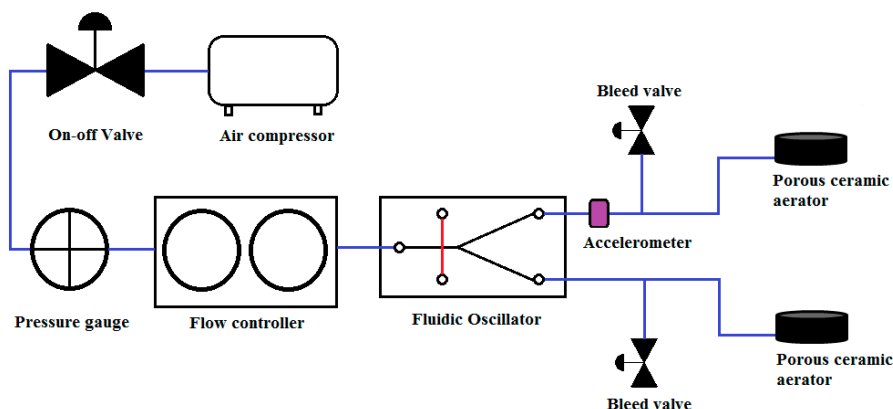 Bleed valve
On-off Valve
Air compressor
Porous ceramic
aerator
Accelerometer
Pressure gauge
Flow controller
Fluidic Oscillator
Porous ceramic
aerator
Bleed valve